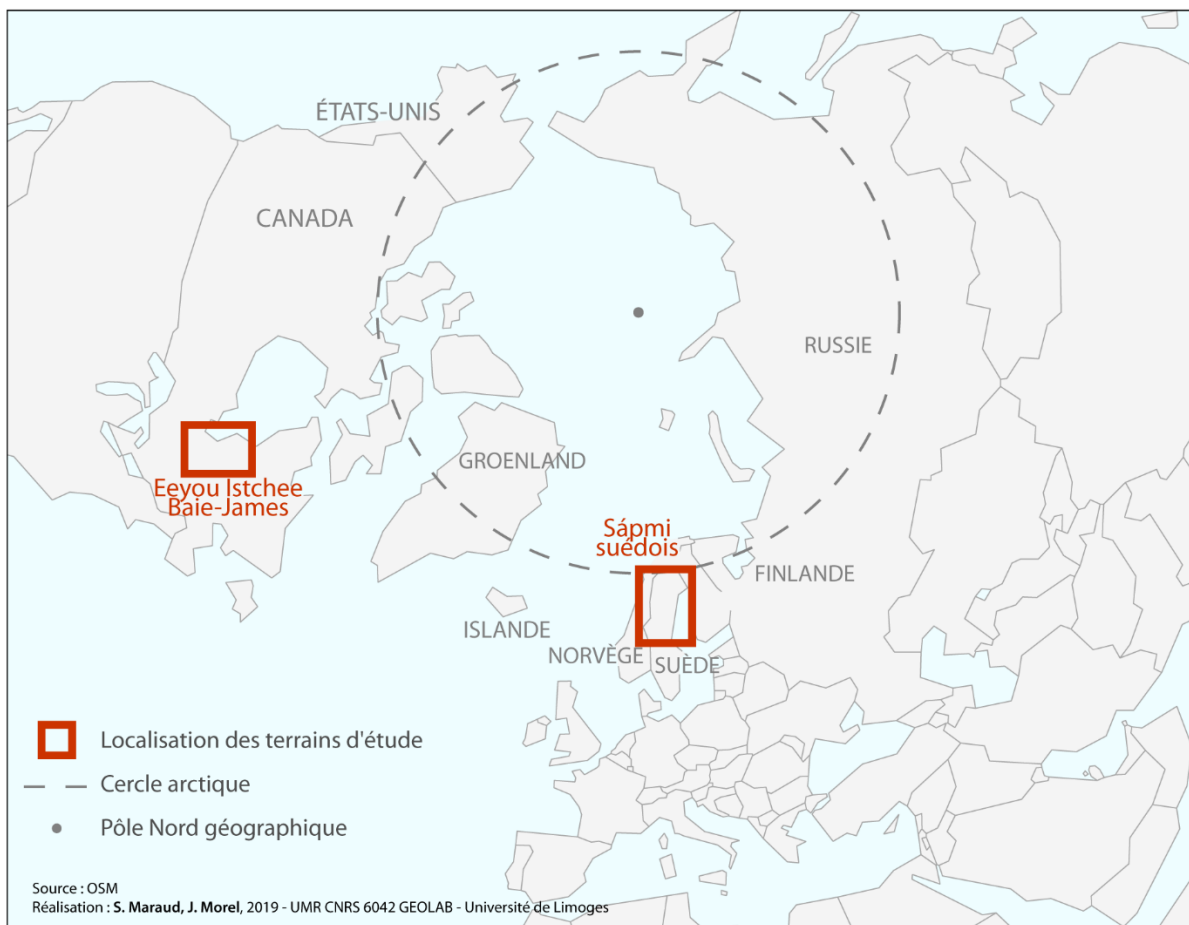 ÉTATS-UNIS
CANADA
RUSSIE
GROENLAND
Eeyou Istchee
Baie-James
Sápmi
suédois
FINLANDE
ISLANDE
NORVÈGE
SUÈDE
Localisation des terrains d'étude
Cercle arctique
Pôle Nord géographique
Source : OSM
Réalisation : S. Maraud, J. Morel, 2019 - UMR CNRS 6042 GEOLAB - Université de Limoges